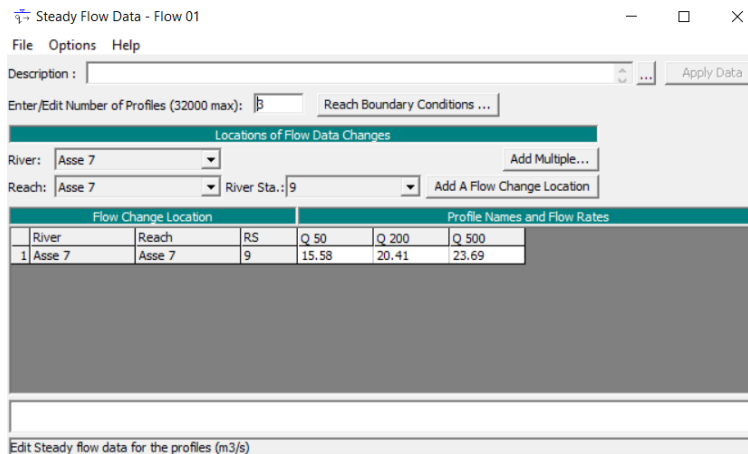 Steady Flow Data - Flow 01
File Options Help
Description : ... Apply Data
Enter/Edit Number of Profiles (32000 max): 3 Reach Boundary Conditions ...
Locations of Flow Data Changes
River: Asse 7 Add Multiple...
Reach: Asse 7 River Sta.: 9 Add A Flow Change Location
Flow Change Location Profile Names and Flow Rates
River Reach RS Q 50 Q 200 Q 500
1 Asse 7 Asse 7 9 15.58 20.41 23.69
Edit Steady flow data for the profiles (m3/s)